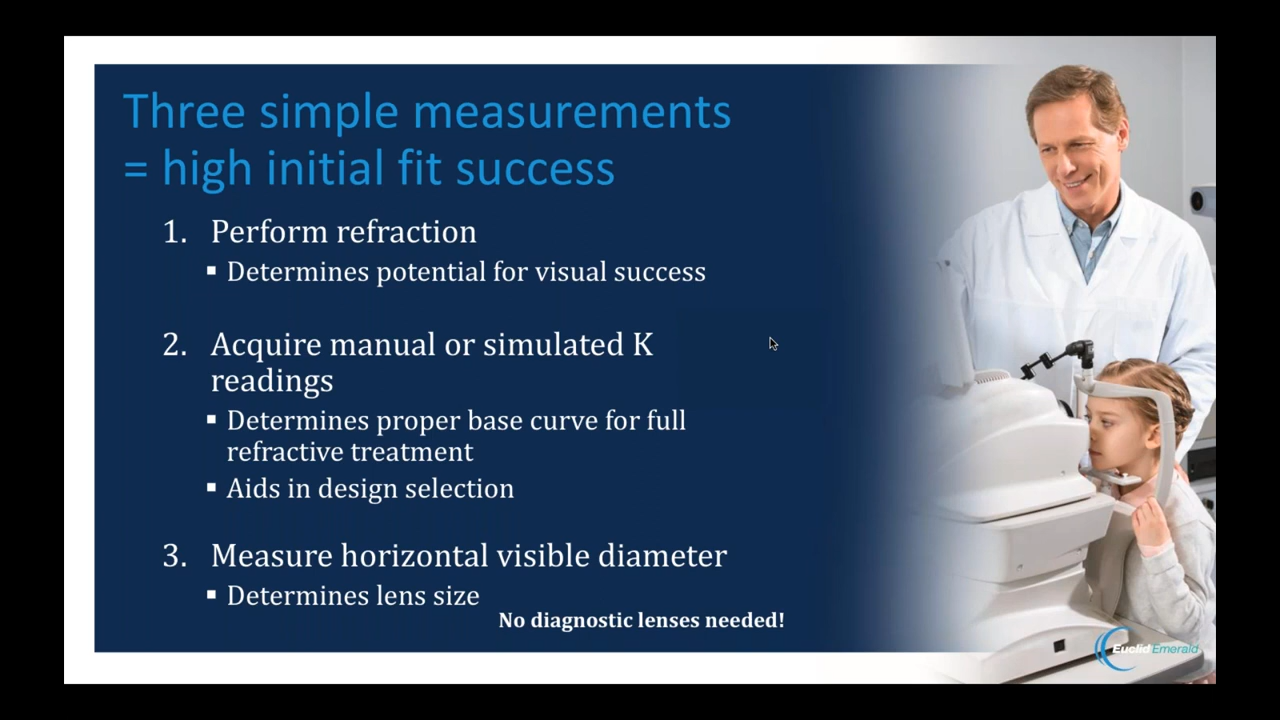 Three simple measurements
= high initial fit success
1. Perform refraction
▪ Determines potential for visual success
2. Acquire manual or simulated K
readings
▪ Determines proper base curve for full
refractive treatment
▪ Aids in design selection
3. Measure horizontal visible diameter
▪ Determines lens size
No diagnostic lenses needed!
Euclid Emerald